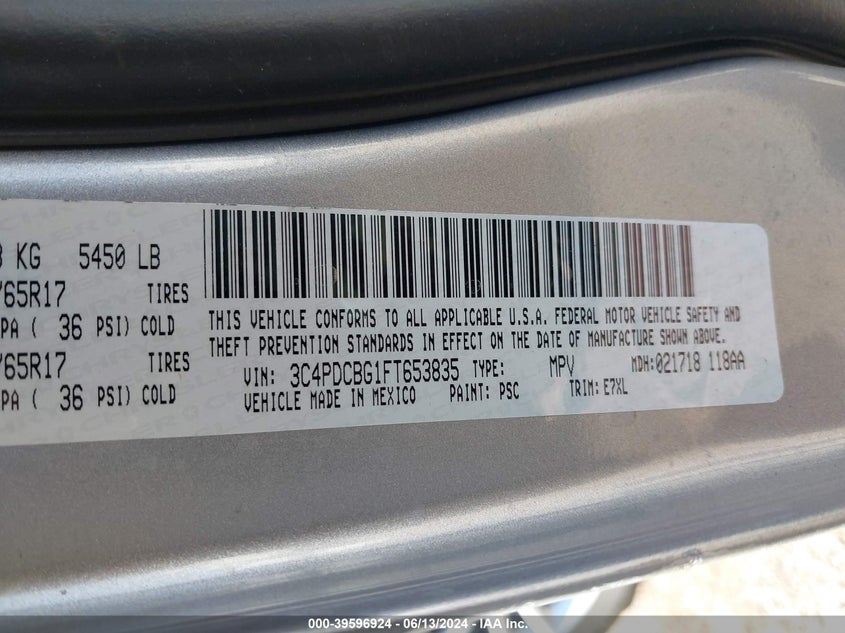 KG 5450 LB
/65R17 TIRES
PA ( 36 PSI) COLD
/65R17
PA ( 36 PSI) COLD
THIS VEHICLE CONFORMS TO ALL APPLICABLE U.S.A. FEDERAL MOTOR VEHICLE SAFETY AND
THEFT PREVENTION STANDARDS IN EFFECT ON THE DATE OF MANUFACTURE SHOWN ABOVE.
VIN: 3C4PDCBG1FT653835 TYPE: MPV MDH:021718 118AA
VEHICLE MADE IN MEXICO PAINT: PSC TRIM: E7XL
000-39596924 - 06/13/2024 - IAA Inc.